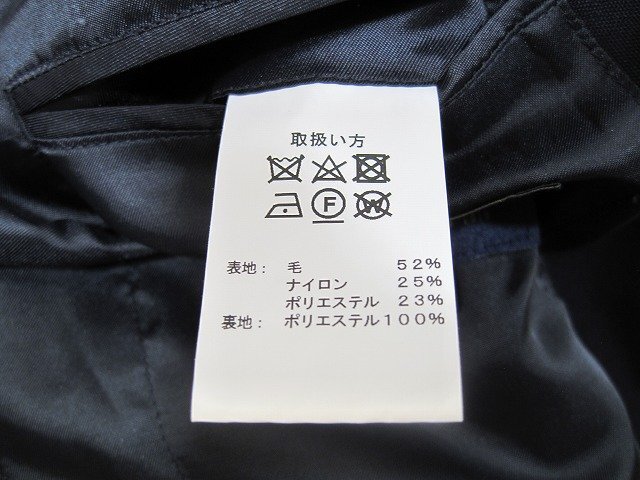 取扱い方
F W
表地： 毛 52%
ナイロン 25%
ポリエステル 23%
裏地： ポリエステル100%